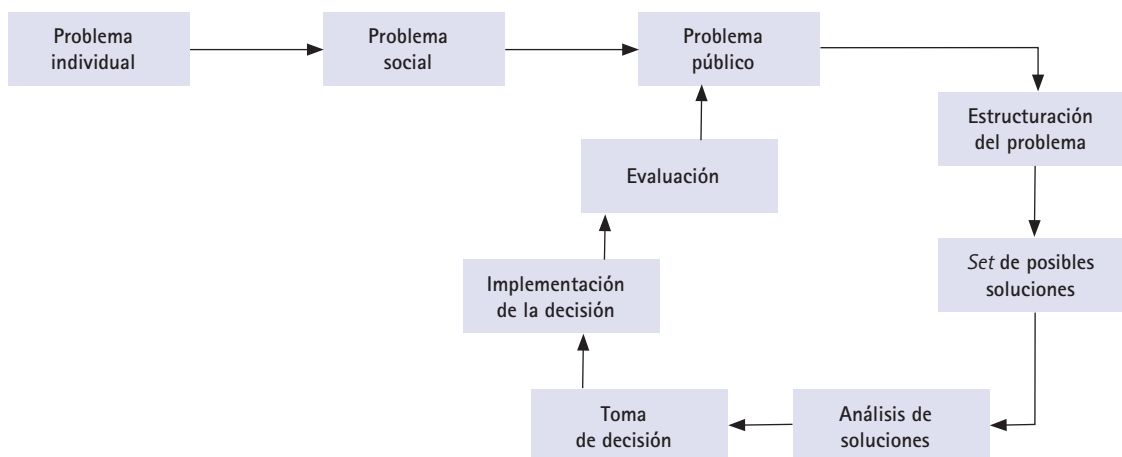 Problema
individual
Problema
social
Problema
público
Estructuración
del problema
Evaluación
Set de posibles
soluciones
Implementación
de la decisión
Toma
de decisión
Análisis de
soluciones